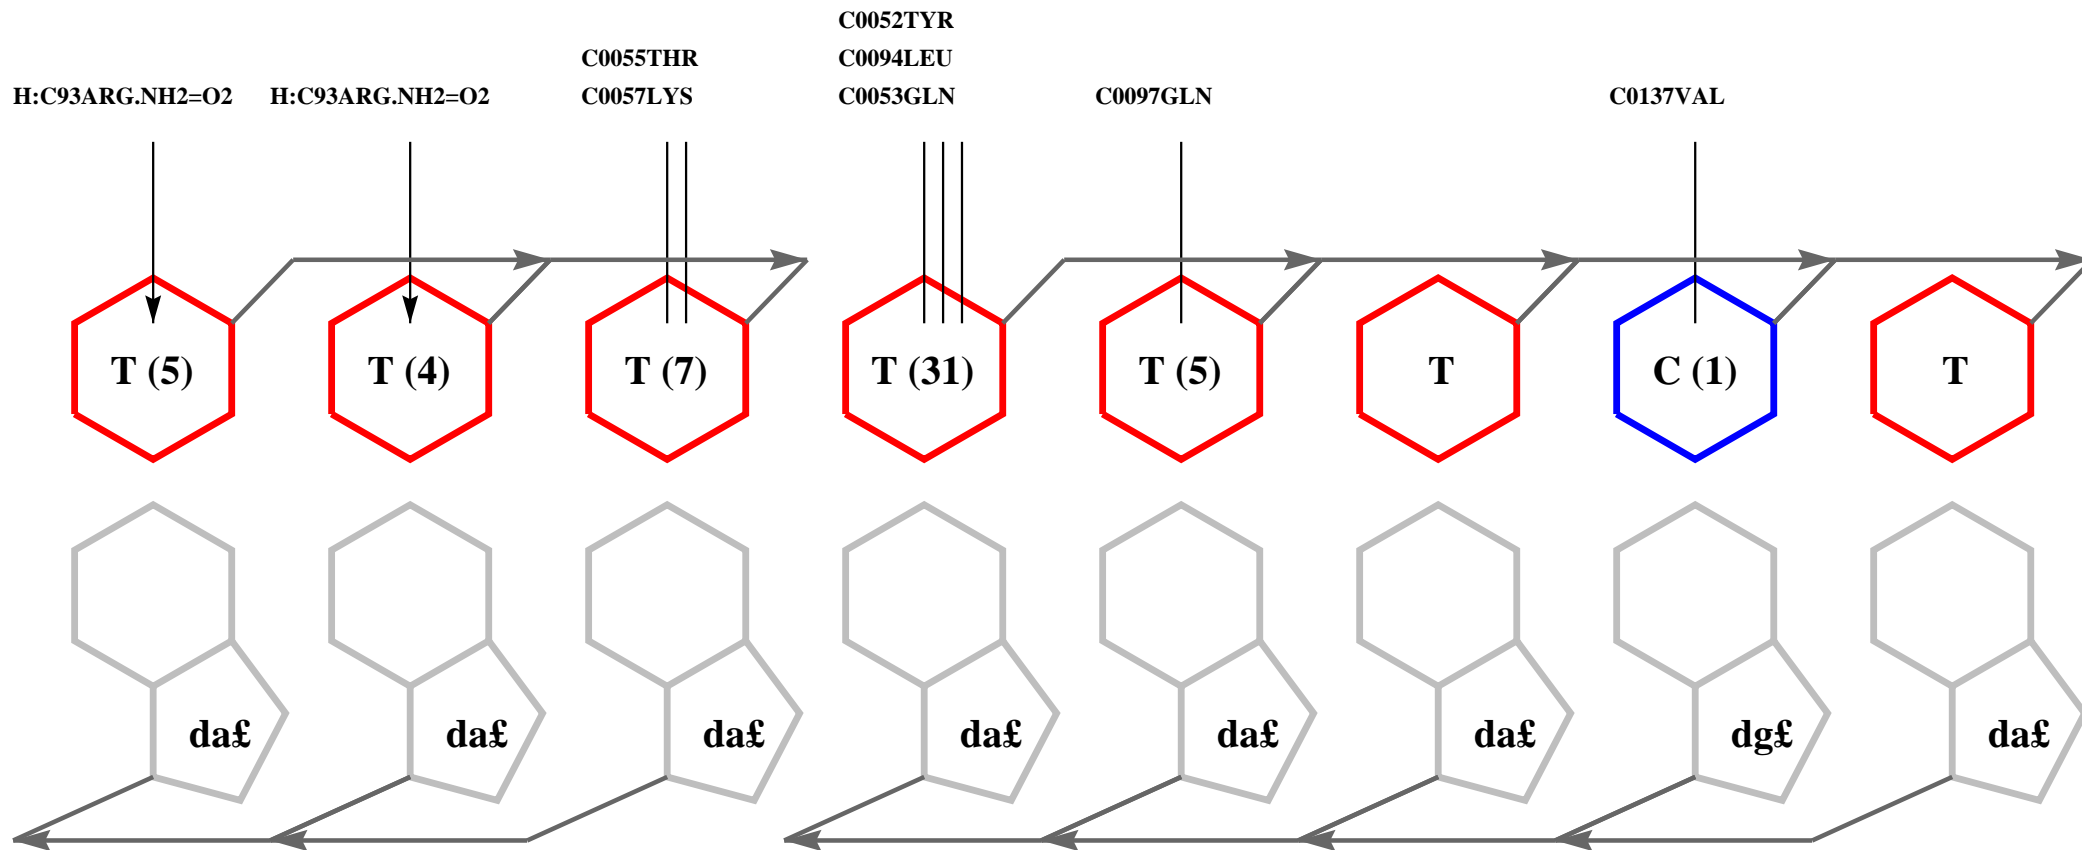 C0052TYR
C0055THR C0094LEU
H:C93ARG.NH2=O2 H:C93ARG.NH2=O2 C0057LYS C0053GLN C0097GLN C0137VAL
T (5) T (4) T (7) T (31) T (5) T C (1) T
da£ da£ da£ da£ da£ da£ dg£ da£